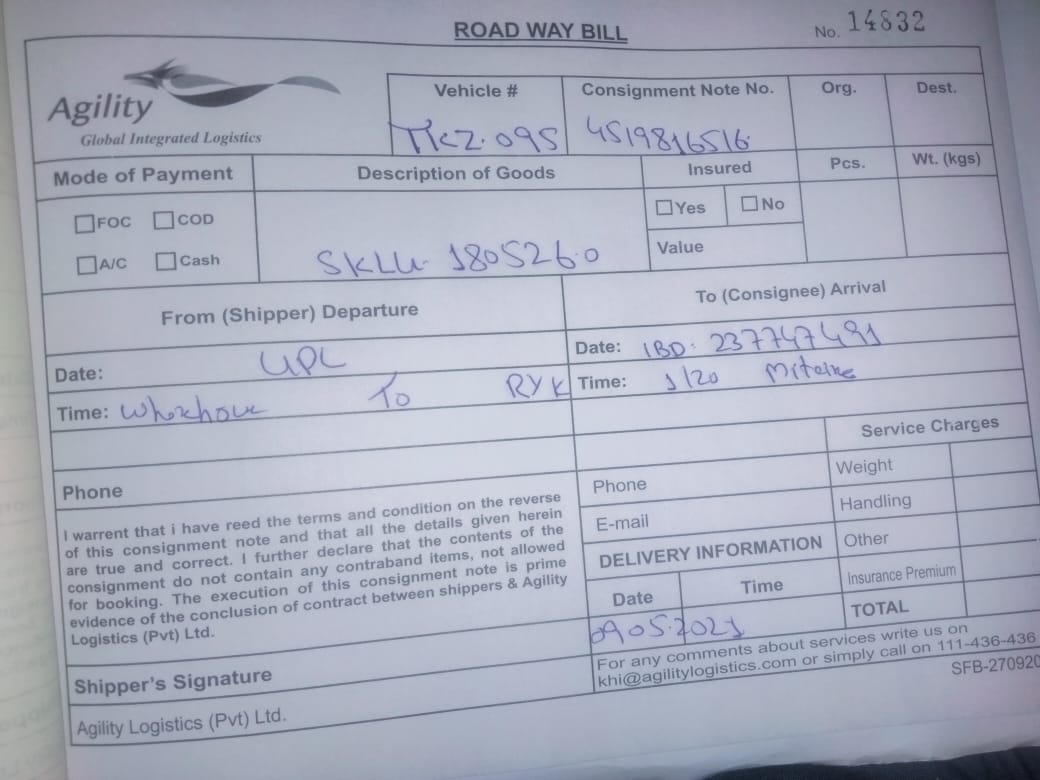 ROAD WAY BILL
No. 14832
Agility
Global Integrated Logistics
Vehicle #
Consignment Note No.
Org.
Dest.
TKZ.095
4519816516
Mode of Payment
Description of Goods
Insured
Pcs.
Wt. (kgs)
FOC COD
Yes No
A/C Cash
SKLU- 1805260
Value
From (Shipper) Departure
To (Consignee) Arrival
Date: UPL
Date: IBD: 237747491
Time: To RYK
Time: 1/20
Service Charges
Phone
Phone
Weight
E-mail
Handling
DELIVERY INFORMATION
Other
Date
Time
Insurance Premium
09.05.2021
TOTAL
I warrent that i have reed the terms and condition on the reverse
of this consignment note and that all the details given herein
are true and correct. I further declare that the contents of the
consignment do not contain any contraband items, not allowed
for booking. The execution of this consignment note is prime
evidence of the conclusion of contract between shippers & Agility
Logistics (Pvt) Ltd.
Shipper's Signature
For any comments about services write us on
khi@agilitylogistics.com or simply call on 111-436-436
Agility Logistics (Pvt) Ltd.
SFB-270920